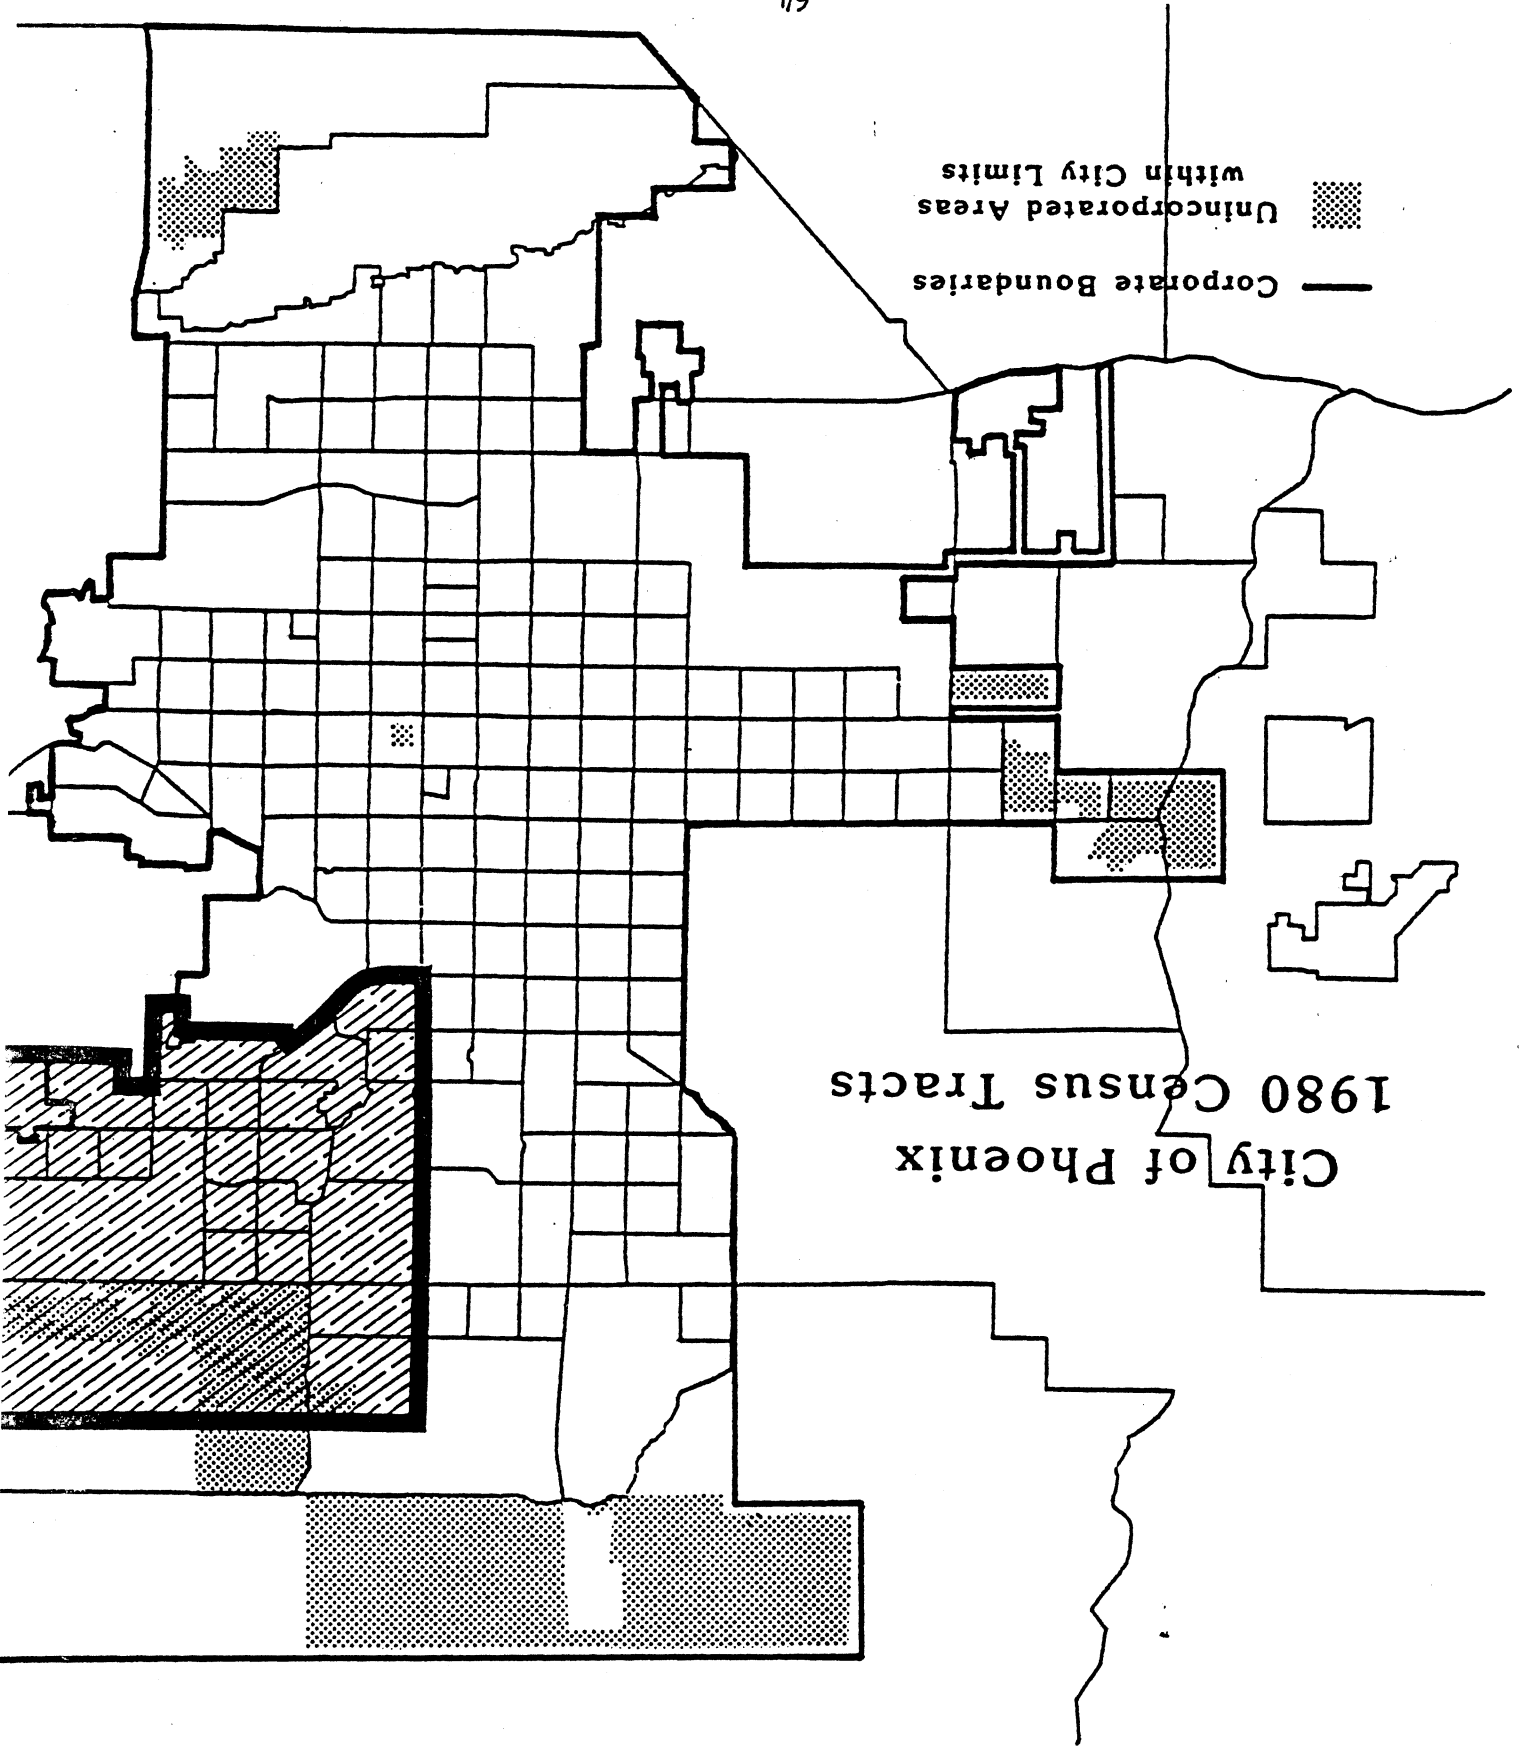 City of Phoenix
1980 Census Tracts
Corporate Boundaries
Unincorporated Areas
within City Limits